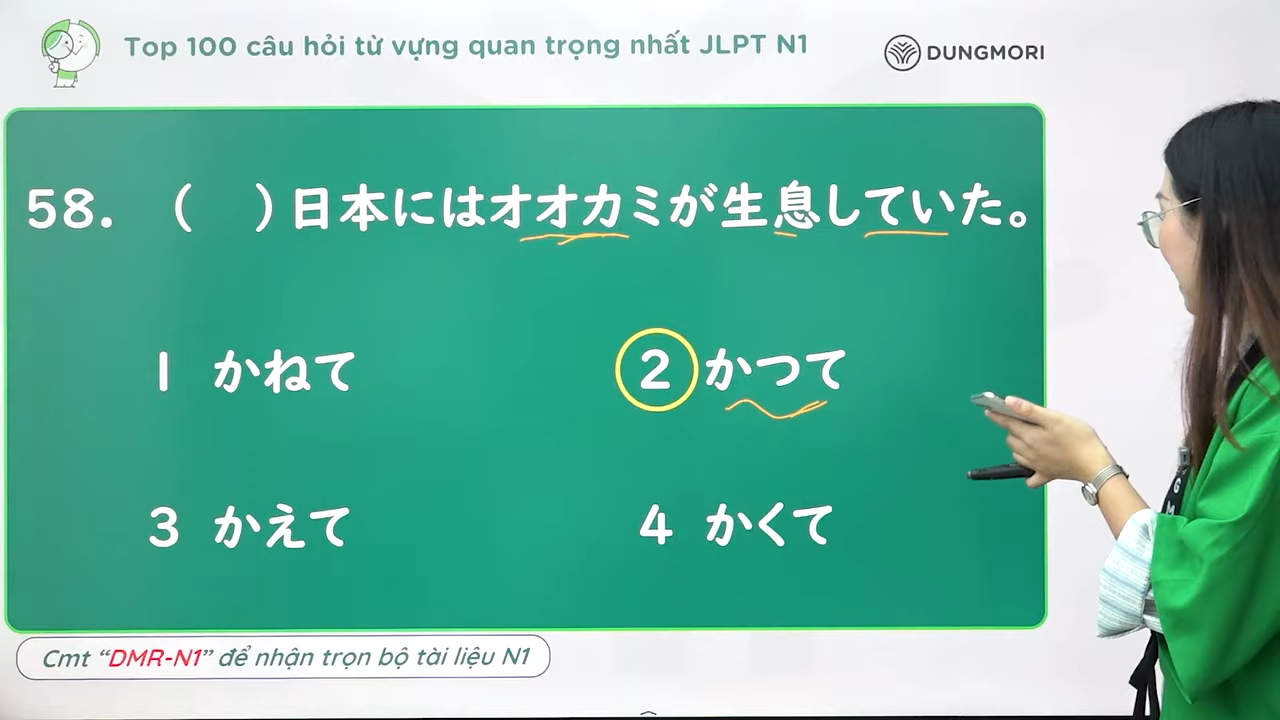 Top 100 câu hỏi từ vựng quan trọng nhất JLPT N1
DUNGMORI
58. （　）日本にはオオカミが生息していた。
1 かねて
2 かつて
3 かえて
4 かくて
Cmt “DMR-N1” để nhận trọn bộ tài liệu N1